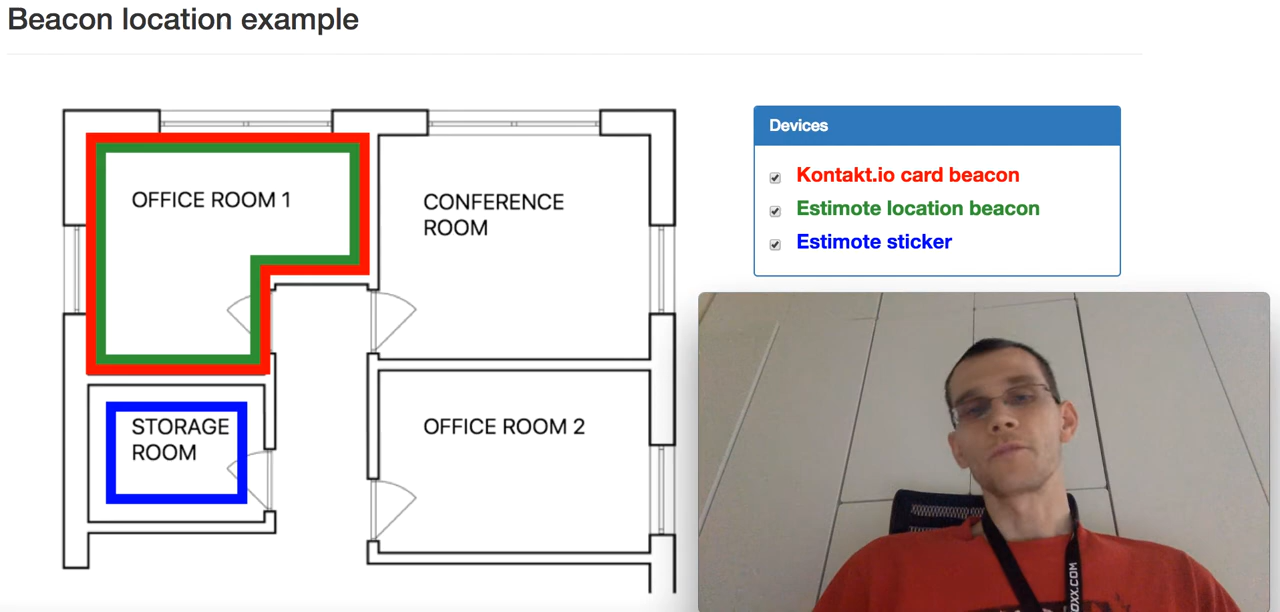 Beacon location example
Devices
Kontakt.io card beacon
Estimote location beacon
Estimote sticker
OFFICE ROOM 1
CONFERENCE
ROOM
STORAGE
ROOM
OFFICE ROOM 2